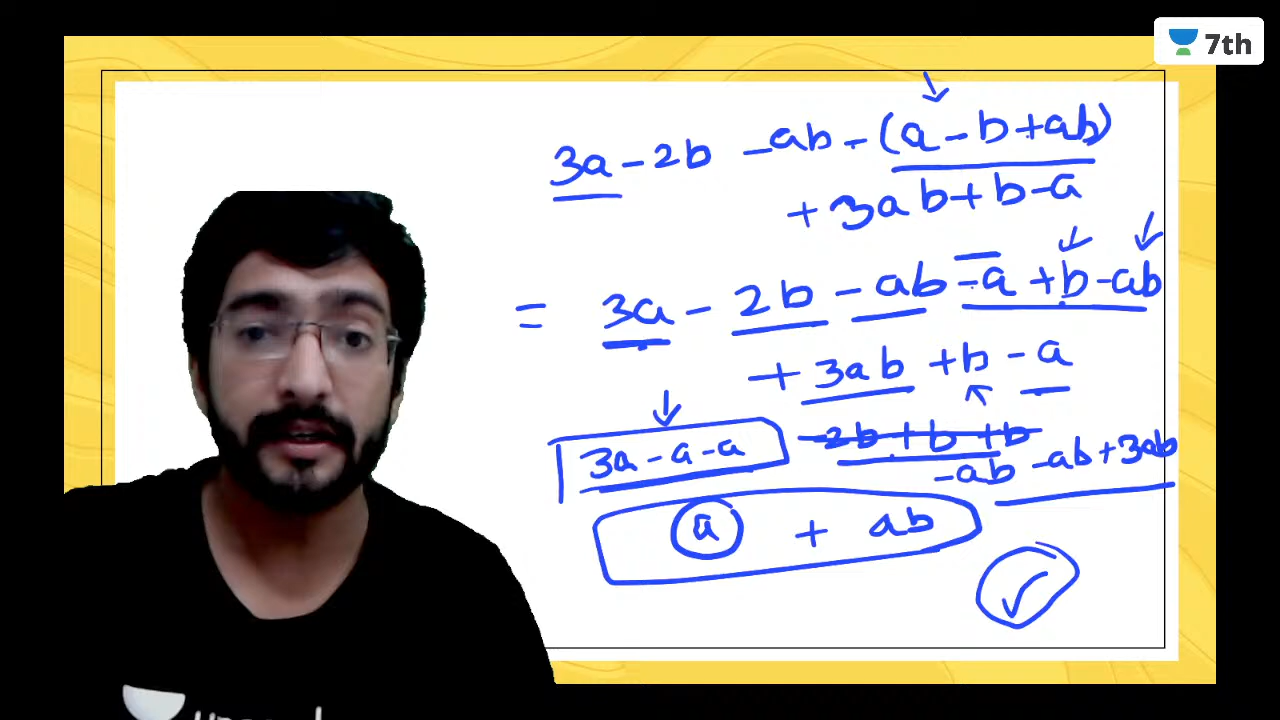 7th
3a - 2b - ab - (a - b + ab)
+ 3ab + b - a
= 3a - 2b - ab - a + b - ab
+ 3ab + b - a
3a - a - a - 2b + b + b
- ab - ab + 3ab
a + ab